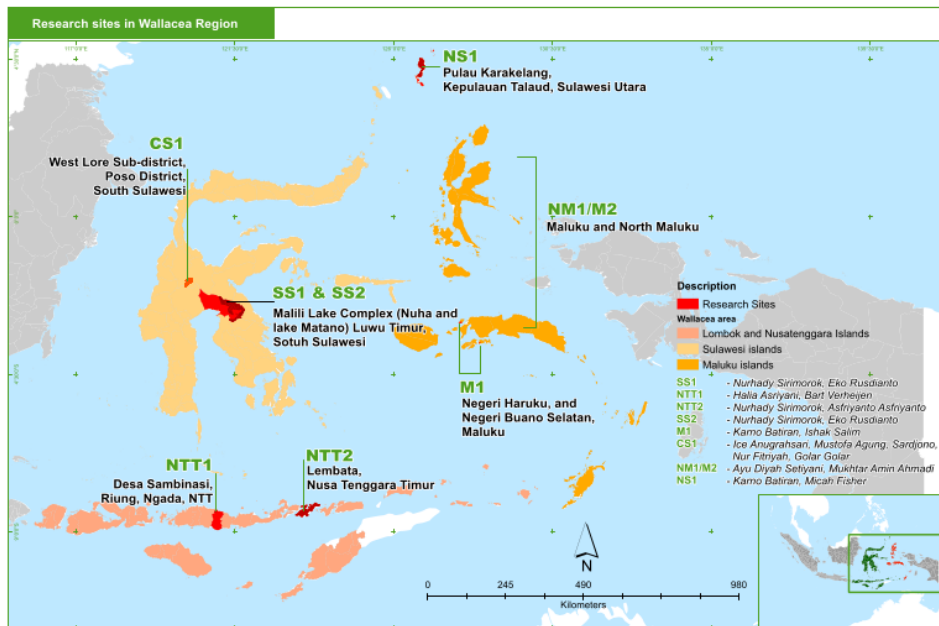 Research sites in Wallacea Region
NS1
Pulau Karakelang,
Kepulauan Talaud, Sulawesi Utara
CS1
West Lore Sub-district,
Poso District,
South Sulawesi
NM1/M2
Maluku and North Maluku
SS1 & SS2
Malili Lake Complex (Nuha and
lake Matano) Luwu Timur,
Sotuh Sulawesi
M1
Negeri Haruku, and
Negeri Buano Selatan,
Maluku
NTT1
Desa Sambinasi,
Riung, Ngada, NTT
NTT2
Lembata,
Nusa Tenggara Timur
Description
Research Sites
Wallacea area
Lombok and Nusatenggara Islands
Sulawesi islands
Maluku islands
SS1 - Nurhady Sirimorok, Eko Rusdianto
NTT1 - Halia Asriyani, Bart Verheijen
NTT2 - Nurhady Sirimorok, Asfriyanto Asfriyanto
SS2 - Nurhady Sirimorok, Eko Rusdianto
M1 - Karno Batiran, Ishak Salim
CS1 - Ice Anugrahsari, Mustofa Agung, Sardjono,
Nur Fitriyah, Golar Golar
NM1/M2 - Ayu Diyah Setiyani, Mukhtar Amin Ahmadi
NS1 - Karno Batiran, Micah Fisher
N
0 245 490 980
Kilometers